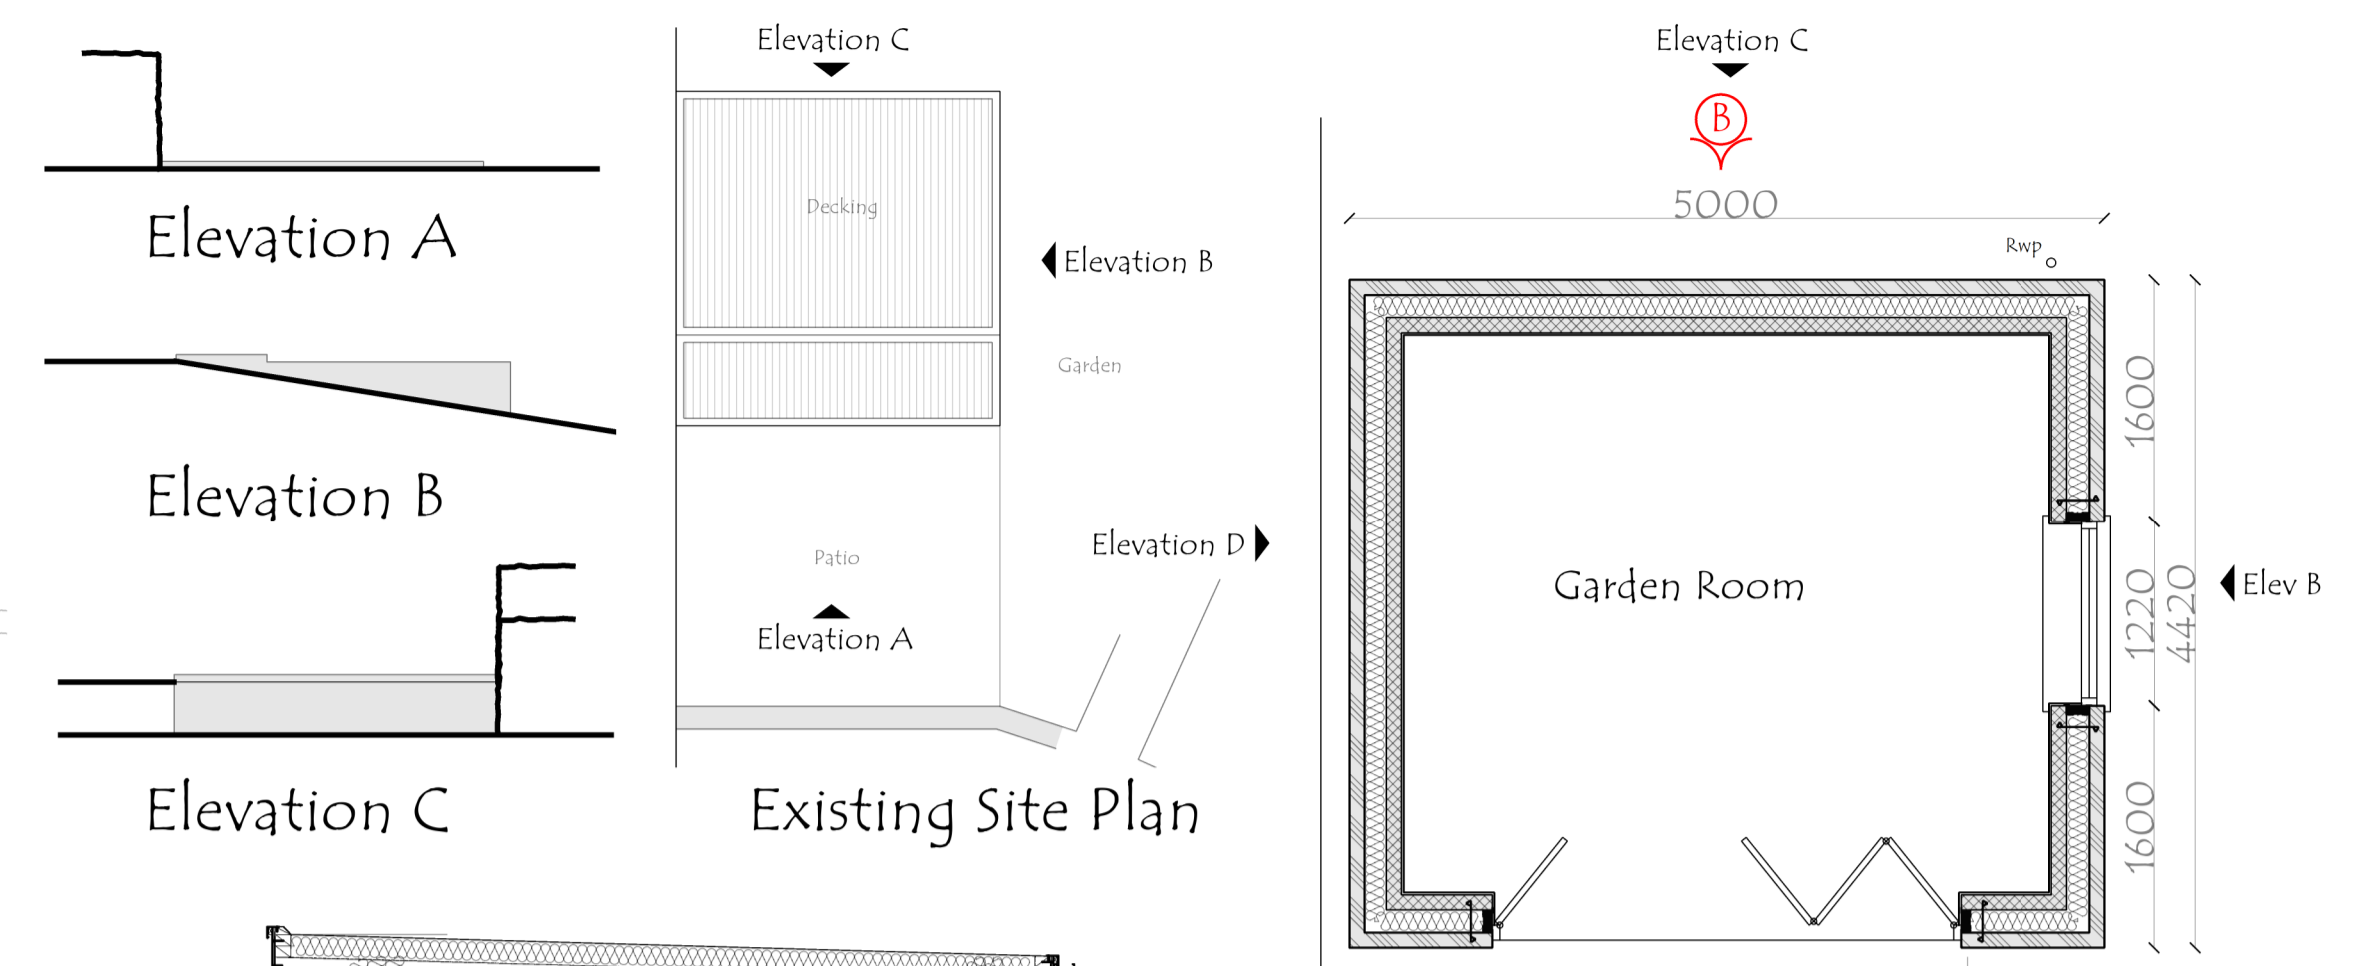 Elevation A
Elevation B
Elevation C
Elevation C
Decking
Elevation B
Garden
Patio
Elevation D
Elevation A
Existing Site Plan
Elevation C
B
5000
Rwp
1600
1220
4420
Elev B
Garden Room
1600